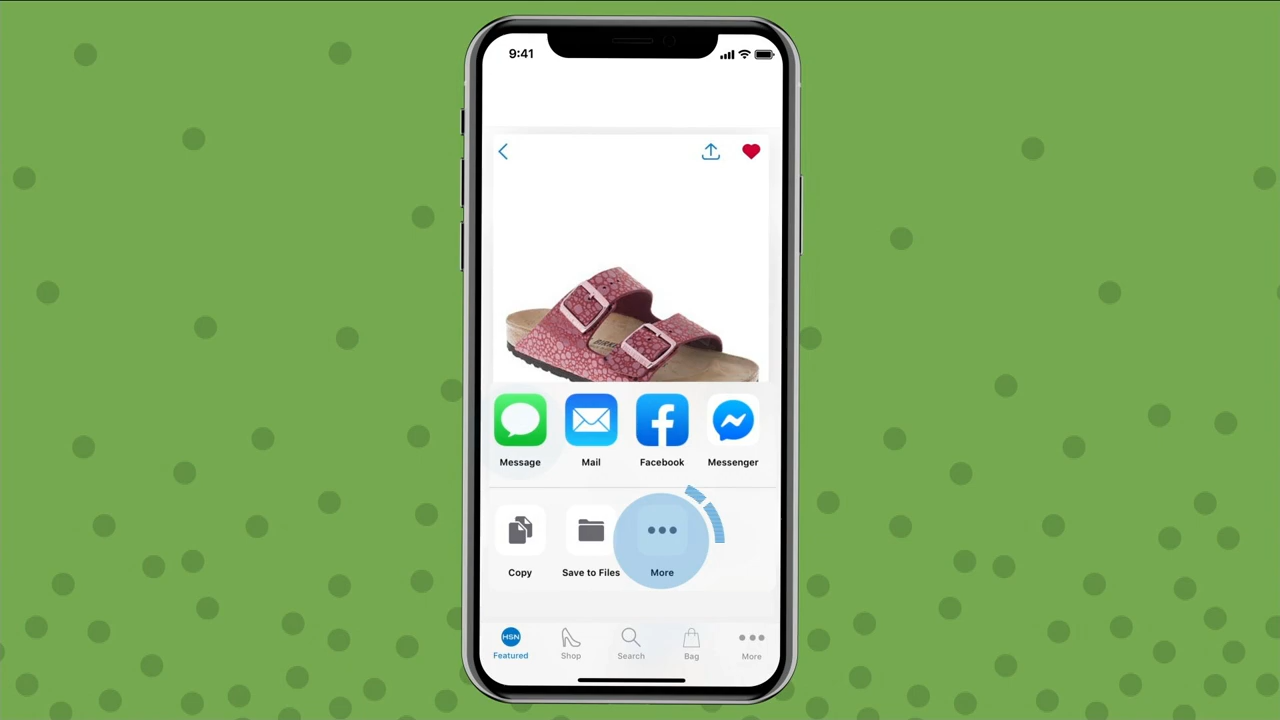 9:41
Message Mail Facebook Messenger
Copy Save to Files More
HSN
Featured Shop Search Bag More